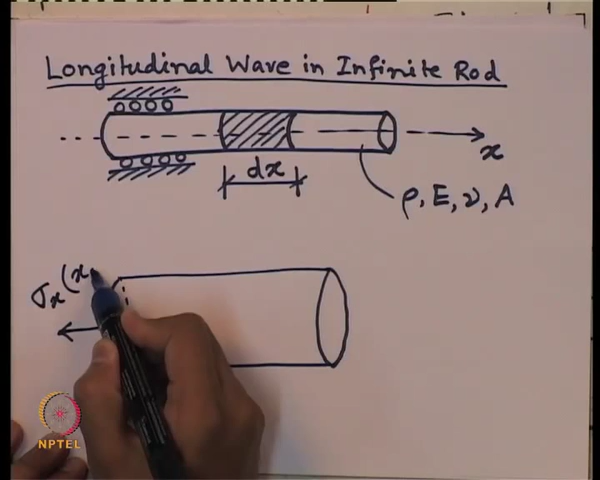 Longitudinal Wave in Infinite Rod
x
dx
ρ, E, ν, A
σx(x
NPTEL